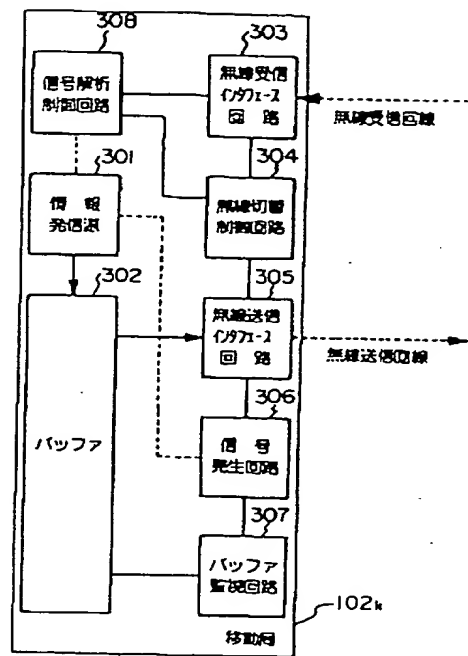 308
信号解析
制御回路
303
無線受信
インタフェース
回路
無線受信回線
301
情報
発信源
304
無線切替
制御回路
302
バッファ
305
無線送信
インタフェース
回路
無線送信回線
306
信号
発生回路
307
バッファ
監視回路
移動局
102k